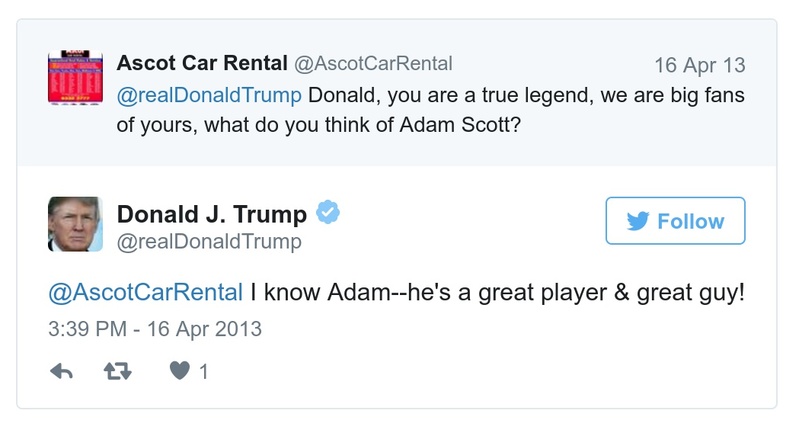 Ascot Car Rental @AscotCarRental 16 Apr 13
@realDonaldTrump Donald, you are a true legend, we are big fans
of yours, what do you think of Adam Scott?
Donald J. Trump
@realDonaldTrump
Follow
@AscotCarRental I know Adam--he's a great player & great guy!
3:39 PM - 16 Apr 2013
1